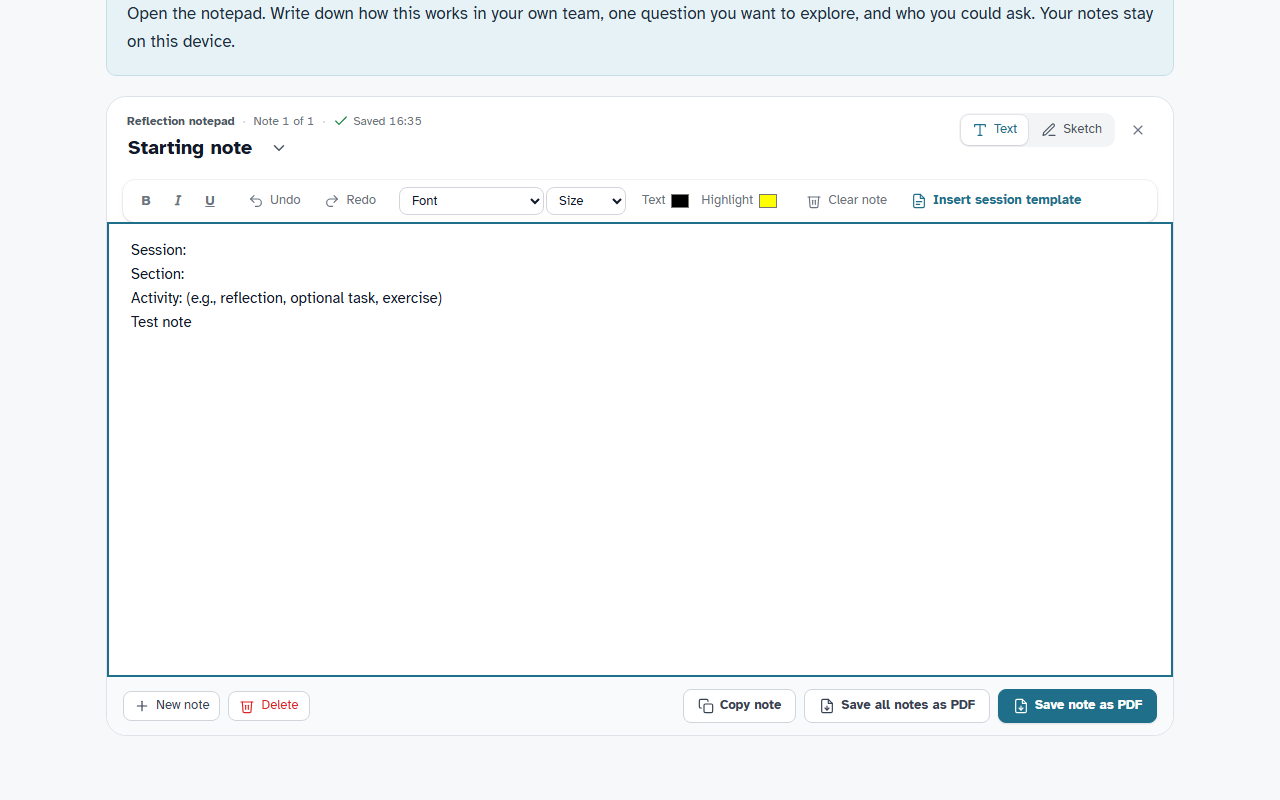 Open the notepad. Write down how this works in your own team, one question you want to explore, and who you could ask. Your notes stay
on this device.
Reflection notepad · Note 1 of 1 · Saved 16:35
Starting note
Text
Sketch
B I U Undo Redo Font Size Text Highlight Clear note Insert session template
Session:
Section:
Activity: (e.g., reflection, optional task, exercise)
Test note
New note Delete Copy note Save all notes as PDF Save note as PDF